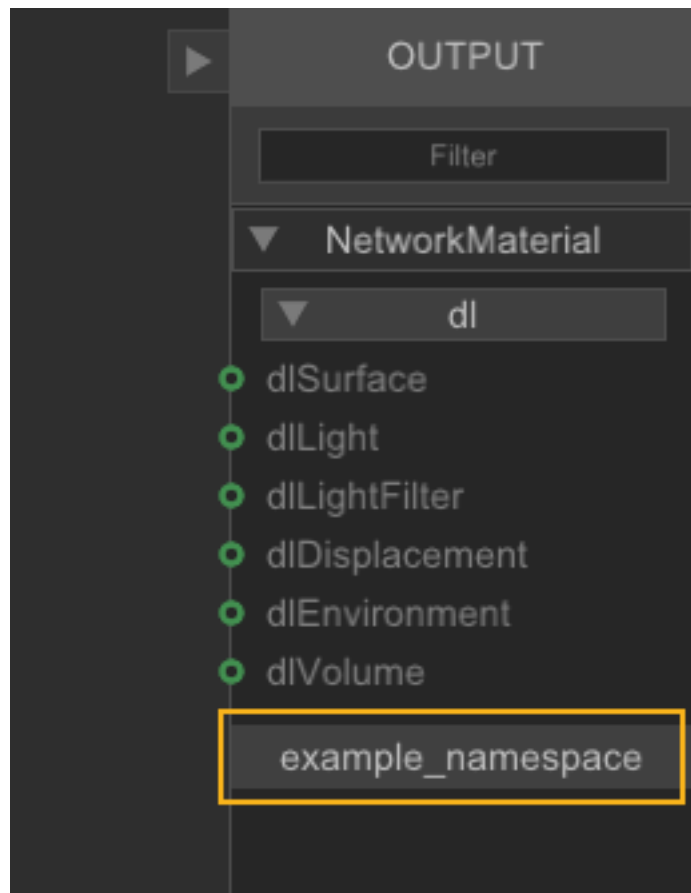 OUTPUT
Filter
NetworkMaterial
dl
dlSurface
dlLight
dlLightFilter
dlDisplacement
dlEnvironment
dlVolume
example_namespace